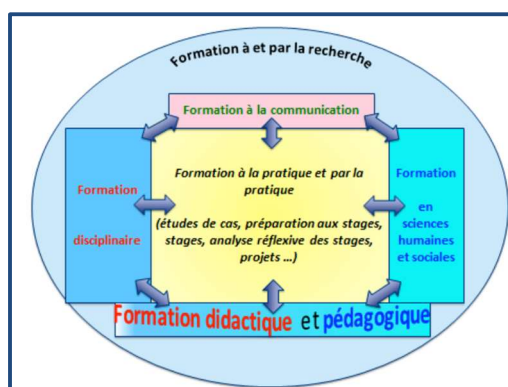 Formation à et par la recherche
Formation à la communication
Formation
disciplinaire
Formation à la pratique et par la
pratique
(études de cas, préparation aux stages,
stages, analyse réflexive des stages,
projets ...)
Formation
en
sciences
humaines
et sociales
Formation didactique et pédagogique